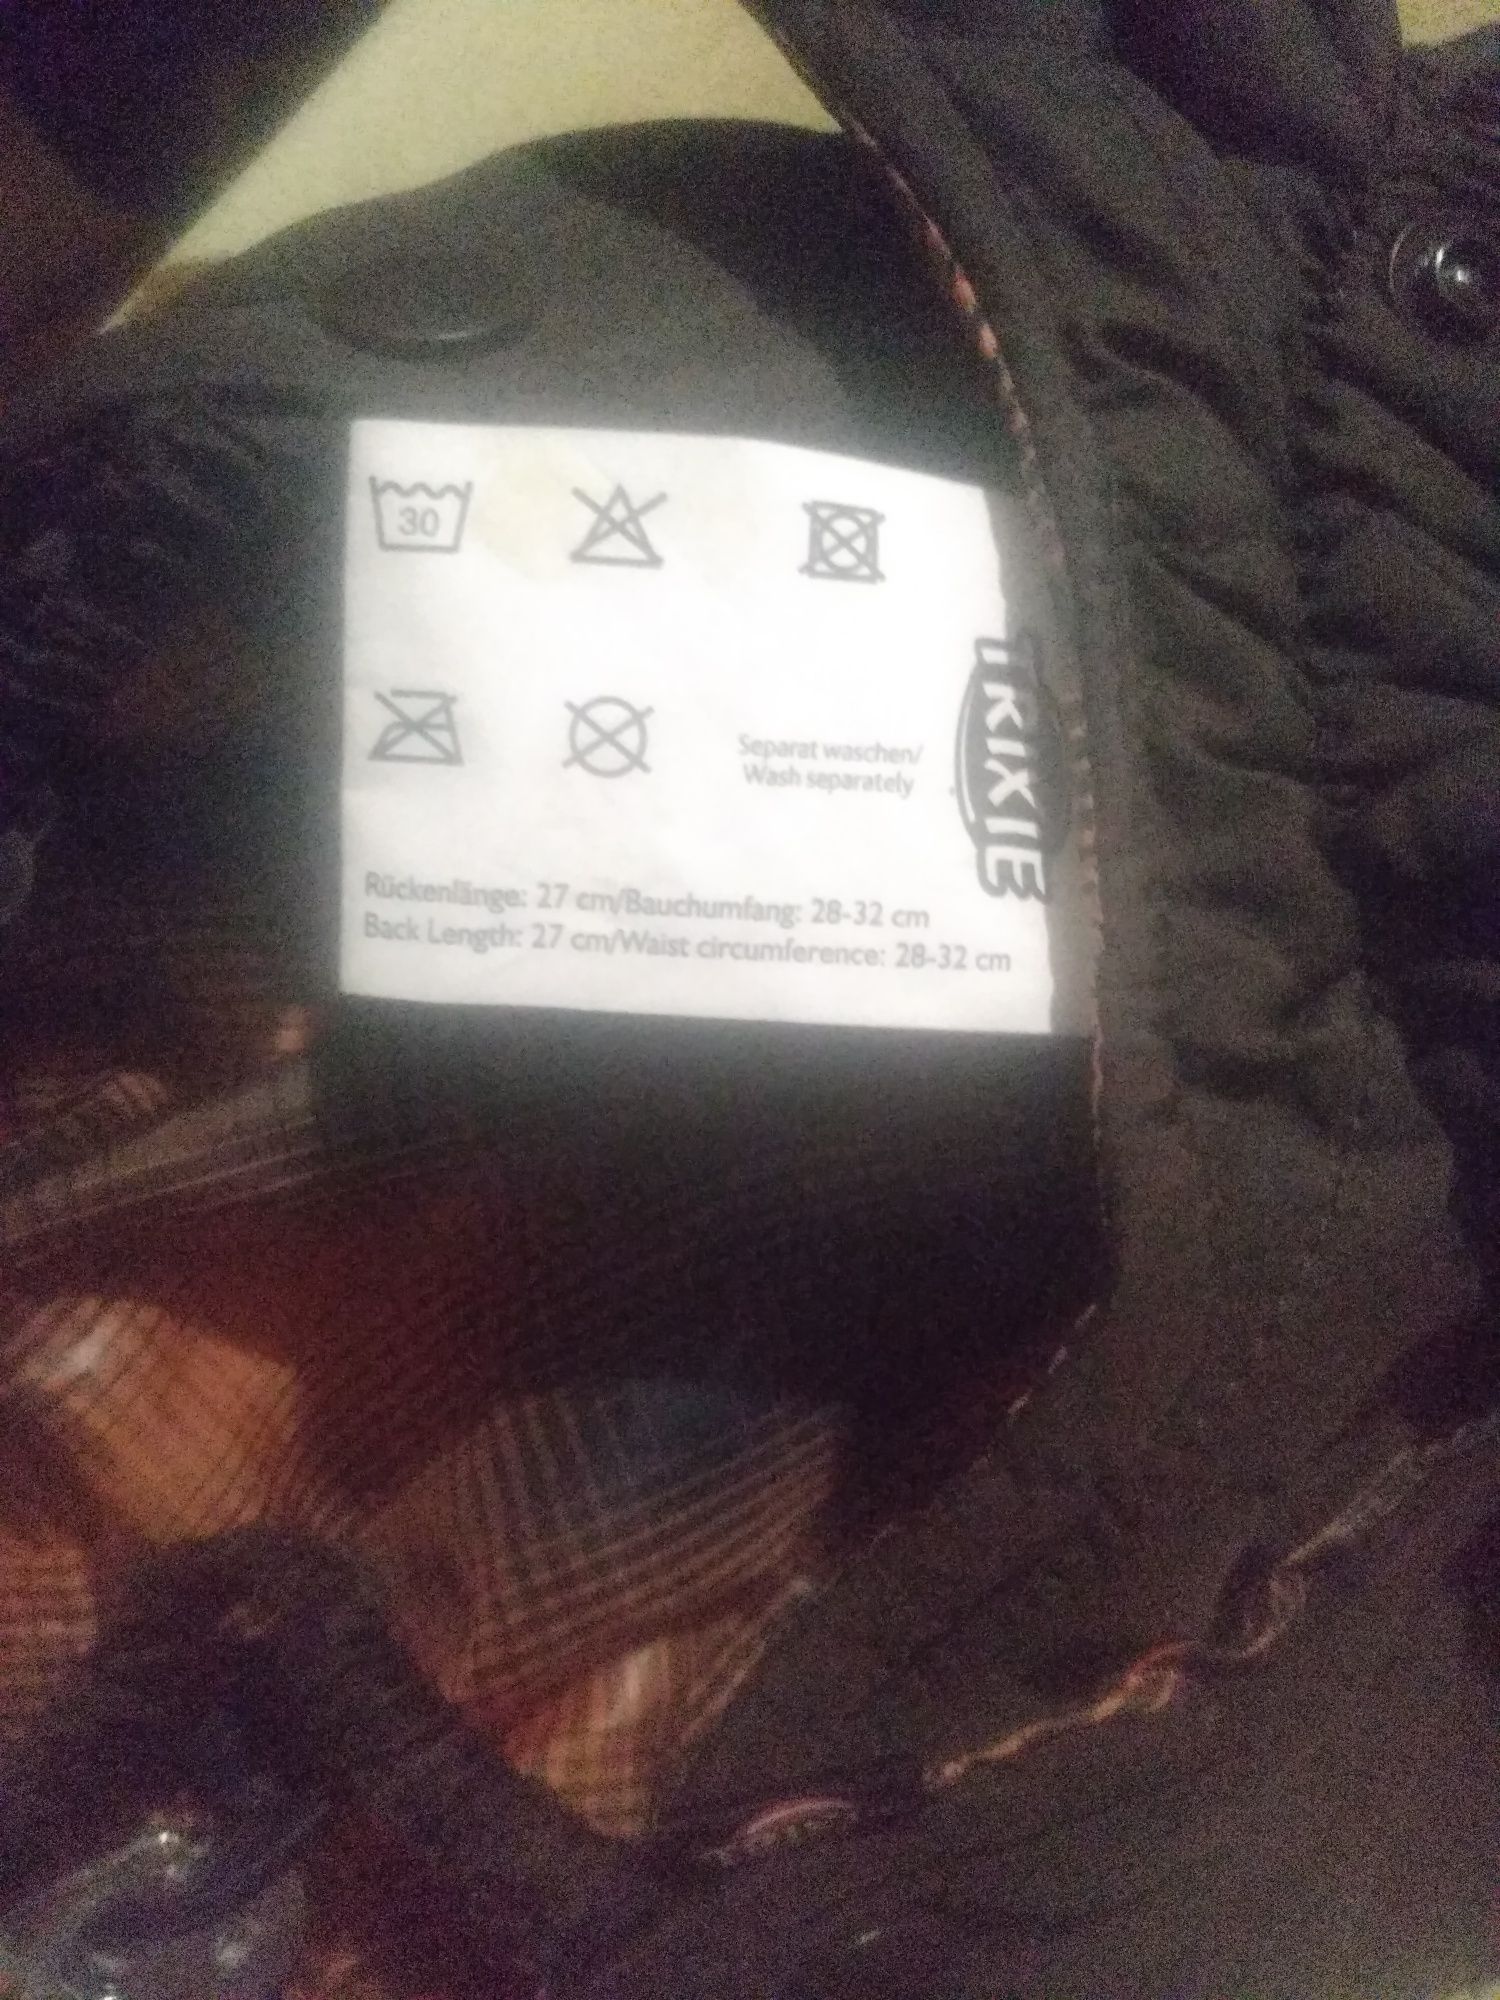 30
Separat waschen/
Wash separately
TRIXIE
Rückenlänge: 27 cm/Bauchumfang: 28-32 cm
Back Length: 27 cm/Waist circumference: 28-32 cm